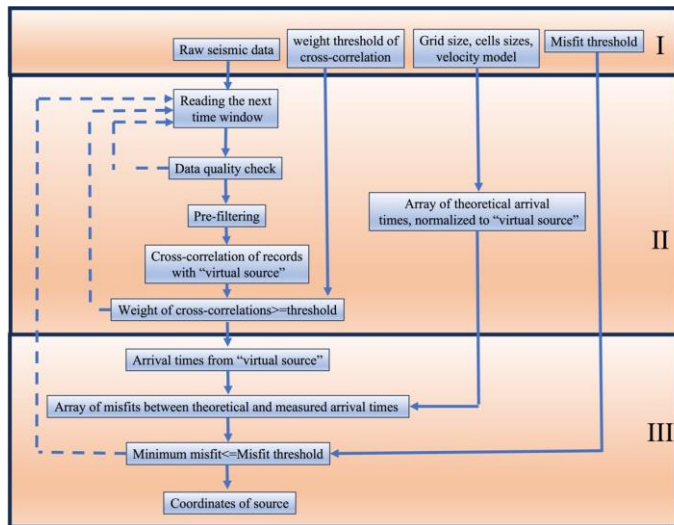 Raw seismic data
weight threshold of
cross-correlation
Grid size, cells sizes,
velocity model
Misfit threshold
I
Reading the next
time window
Data quality check
Pre-filtering
Array of theoretical arrival
times, normalized to “virtual source”
Cross-correlation of records
with “virtual source”
II
Weight of cross-correlations>=threshold
Arrival times from “virtual source”
Array of misfits between theoretical and measured arrival times
III
Minimum misfit<=Misfit threshold
Coordinates of source